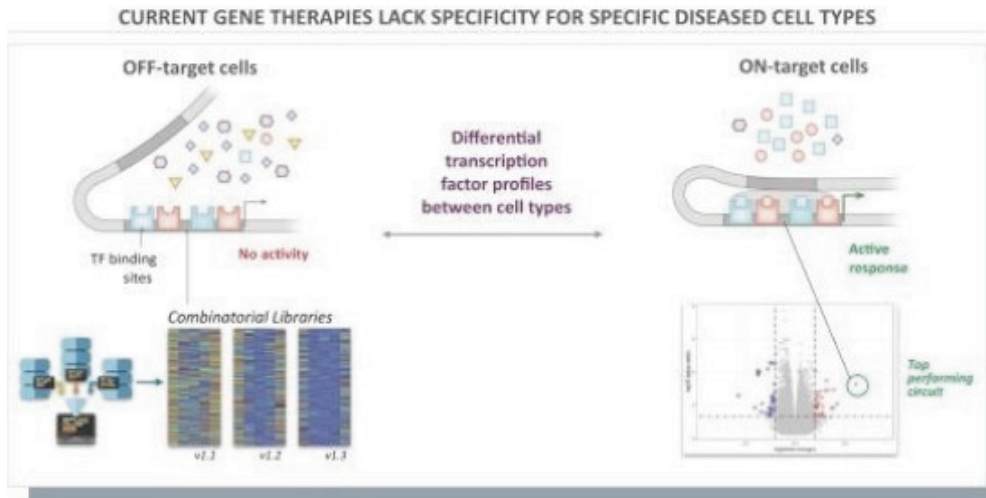 CURRENT GENE THERAPIES LACK SPECIFICITY FOR SPECIFIC DISEASED CELL TYPES
OFF-target cells
ON-target cells
Differential
transcription
factor profiles
between cell types
TF binding
sites
No activity
Active
response
Combinatorial Libraries
v1.1
v1.2
v1.3
Top
performing
circuit